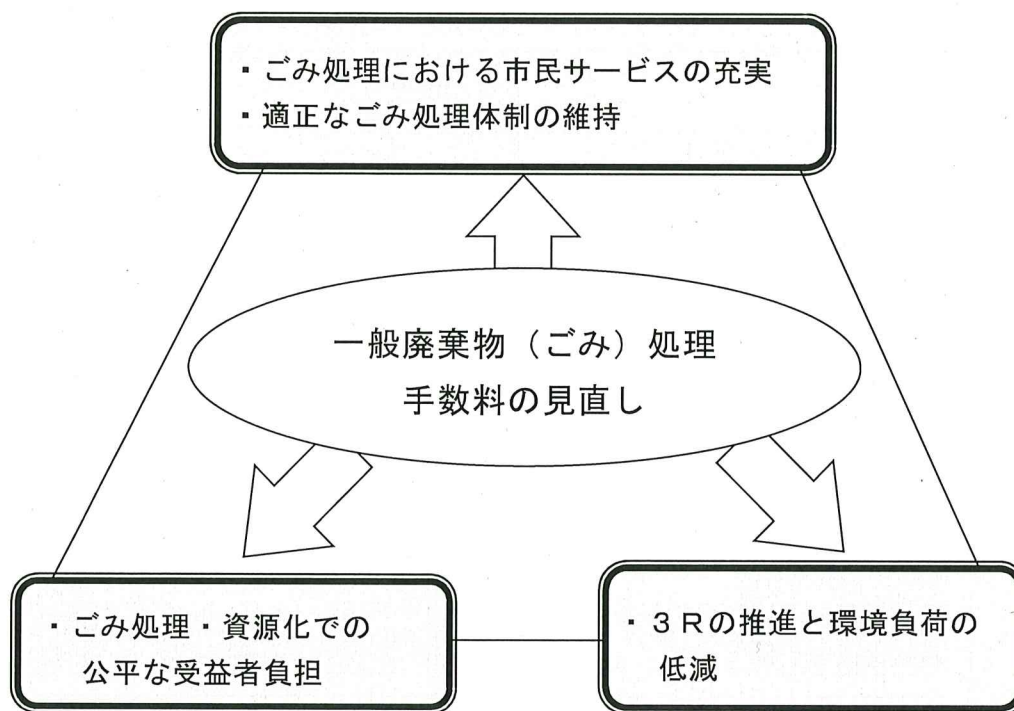 ・ごみ処理における市民サービスの充実
・適正なごみ処理体制の維持
一般廃棄物（ごみ）処理
手数料の見直し
・ごみ処理・資源化での
公平な受益者負担
・３Ｒの推進と環境負荷の
低減